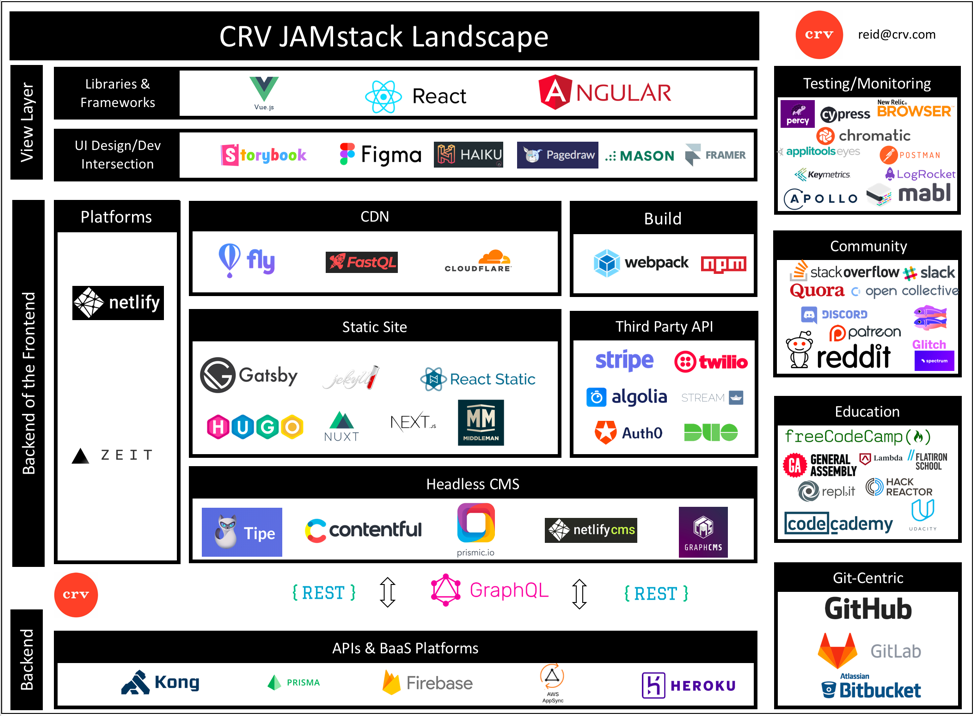 CRV JAMstack Landscape
crv
reid@crv.com
View Layer
Libraries &
Frameworks
Vue.js
React
ANGULAR
UI Design/Dev
Intersection
Storybook
Figma
HAIKU
Pagedraw
MASON
FRAMER
Backend of the Frontend
Platforms
netlify
ZEIT
CDN
fly
FastQL
CLOUDFLARE
Build
webpack
npm
Static Site
Gatsby
jekyll
React Static
HUGO
NUXT
NEXT.JS
MM
MIDDLEMAN
Third Party API
stripe
twilio
algolia
STREAM
Auth0
DUO
Headless CMS
Tipe
contentful
prismic.io
netlifycms
GRAPHCMS
crv
{ REST }
GraphQL
{ REST }
Backend
APIs & BaaS Platforms
Kong
PRISMA
Firebase
AWS
AppSync
HEROKU
Testing/Monitoring
percy
cypress
New Relic
BROWSER
chromatic
applitools eyes
POSTMAN
Keymetrics
LogRocket
APOLLO
mabl
Community
stackoverflow
slack
Quora
open collective
DISCORD
patreon
reddit
Glitch
spectrum
Education
freeCodeCamp(
)
GA
GENERAL
ASSEMBLY
Lambda
FLATIRON
SCHOOL
repl.it
HACK
REACTOR
codecademy
UDACITY
Git-Centric
GitHub
GitLab
Atlassian
Bitbucket